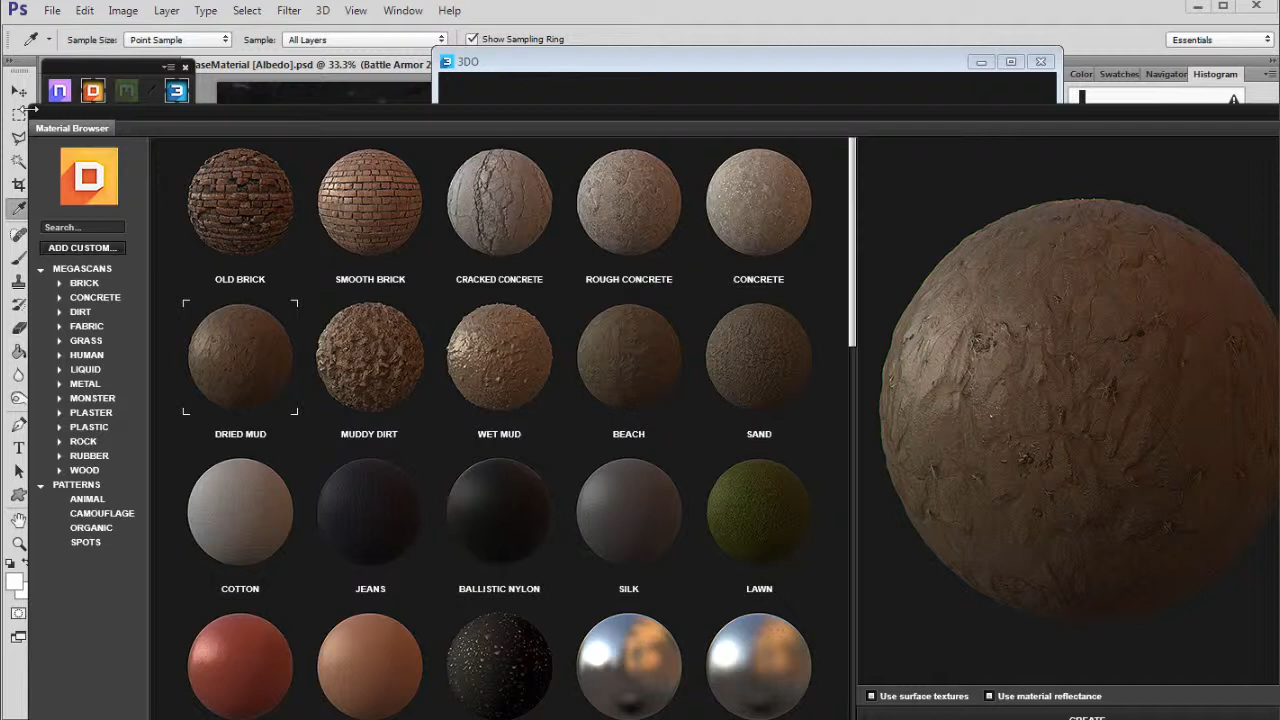 Ps File Edit Image Layer Type Select Filter 3D View Window Help
Sample Size: Point Sample Sample: All Layers Show Sampling Ring Essentials
aseMaterial [Albedo].psd @ 33.3% (Battle Armor 2
3 3DO
Color Swatches Navigator Histogram
n D m 3
Material Browser
D
Search...
ADD CUSTOM...
MEGASCANS
BRICK
CONCRETE
DIRT
FABRIC
GRASS
HUMAN
LIQUID
METAL
MONSTER
PLASTER
PLASTIC
ROCK
RUBBER
WOOD
PATTERNS
ANIMAL
CAMOUFLAGE
ORGANIC
SPOTS
OLD BRICK SMOOTH BRICK CRACKED CONCRETE ROUGH CONCRETE CONCRETE
DRIED MUD MUDDY DIRT WET MUD BEACH SAND
COTTON JEANS BALLISTIC NYLON SILK LAWN
Use surface textures Use material reflectance
CREATE